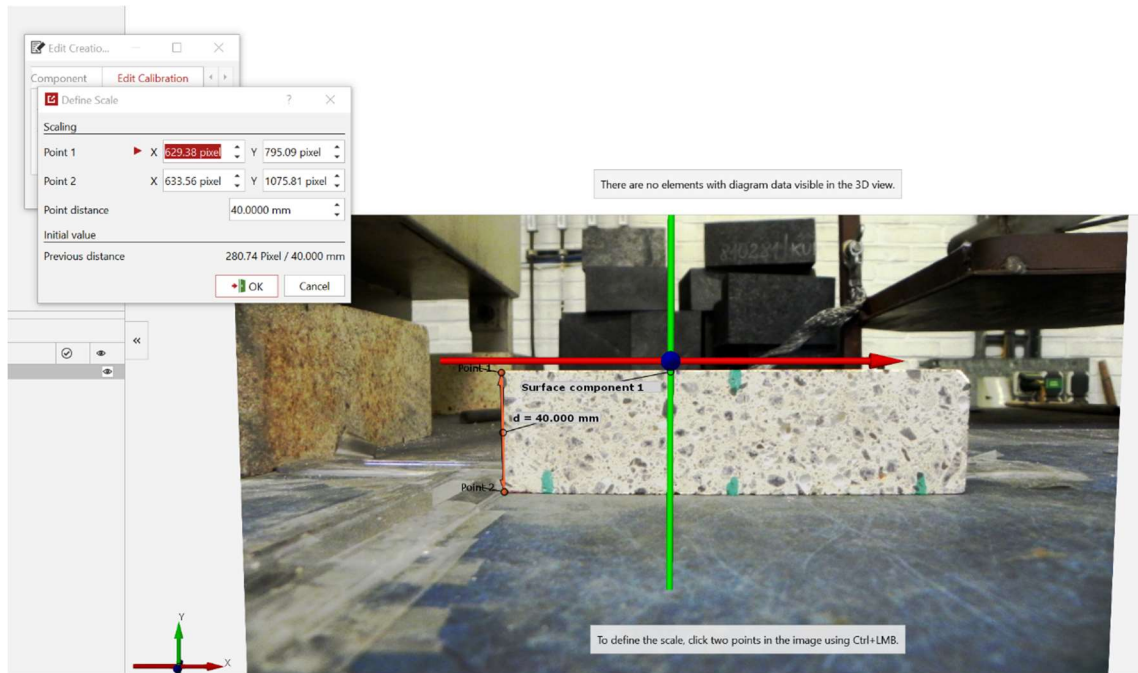 Edit Creatio...
Component Edit Calibration
Define Scale ?
Scaling
Point 1 X 629.38 pixel Y 795.09 pixel
Point 2 X 633.56 pixel Y 1075.81 pixel
Point distance 40.0000 mm
Initial value
Previous distance 280.74 Pixel / 40.000 mm
OK Cancel
There are no elements with diagram data visible in the 3D view.
Point 1
Surface component 1
d = 40.000 mm
Point 2
To define the scale, click two points in the image using Ctrl+LMB.
Y
X